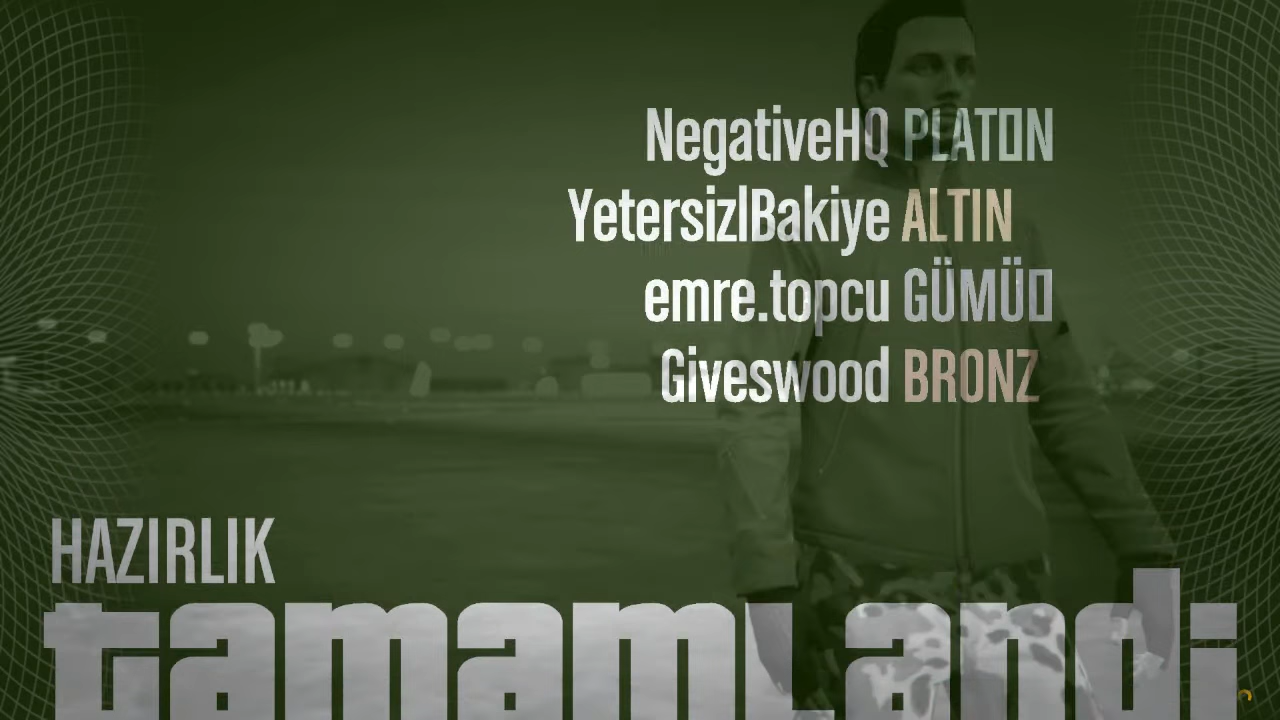 NegativeHQ PLAT▯N
YetersizlBakiye ALTIN
emre.topcu GÜMÜ▯
Giveswood BRONZ
HAZIRLIK
tamamlandi